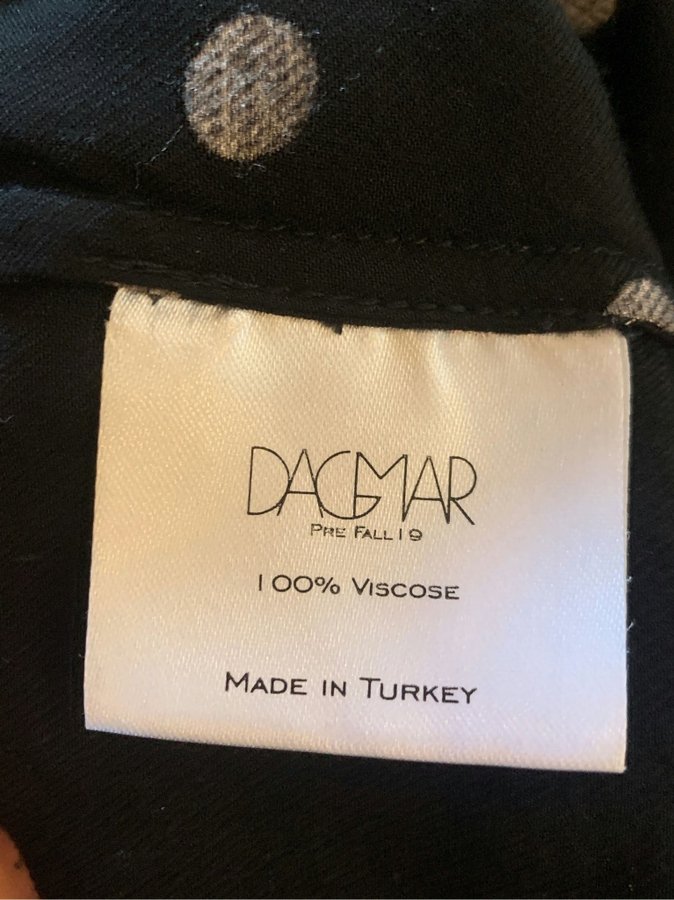 DAGMAR
PRE FALL 19
100% VISCOSE
MADE IN TURKEY